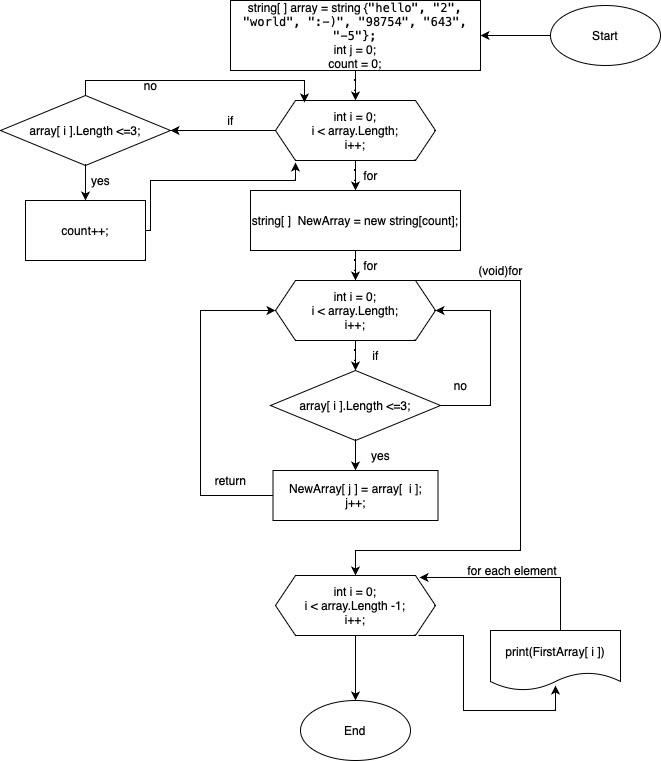 string[ ] array = string {"hello", "2",
"world", ":-)", "98754", "643",
"-5"};
int j = 0;
count = 0;
Start
no
array[ i ].Length <=3;
if
int i = 0;
i < array.Length;
i++;
yes
for
count++;
string[ ]  NewArray = new string[count];
for
(void)for
int i = 0;
i < array.Length;
i++;
if
array[ i ].Length <=3;
no
yes
return
NewArray[ j ] = array[  i ];
j++;
for each element
int i = 0;
i < array.Length -1;
i++;
print(FirstArray[ i ])
End